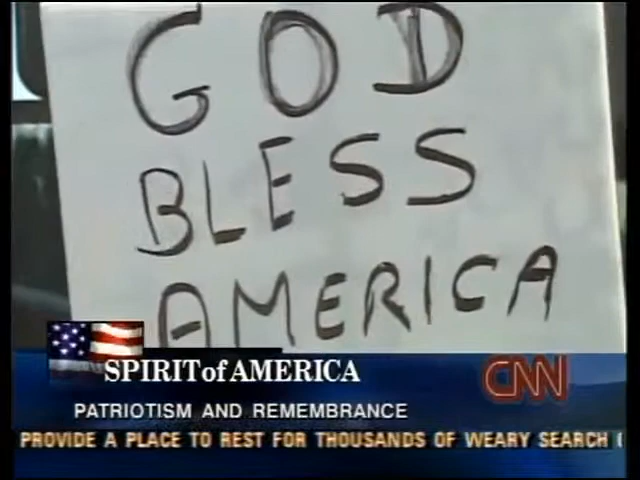 GOD
BLESS
AMERICA
SPIRIT of AMERICA
CNN
PATRIOTISM AND REMEMBRANCE
PROVIDE A PLACE TO REST FOR THOUSANDS OF WEARY SEARCH